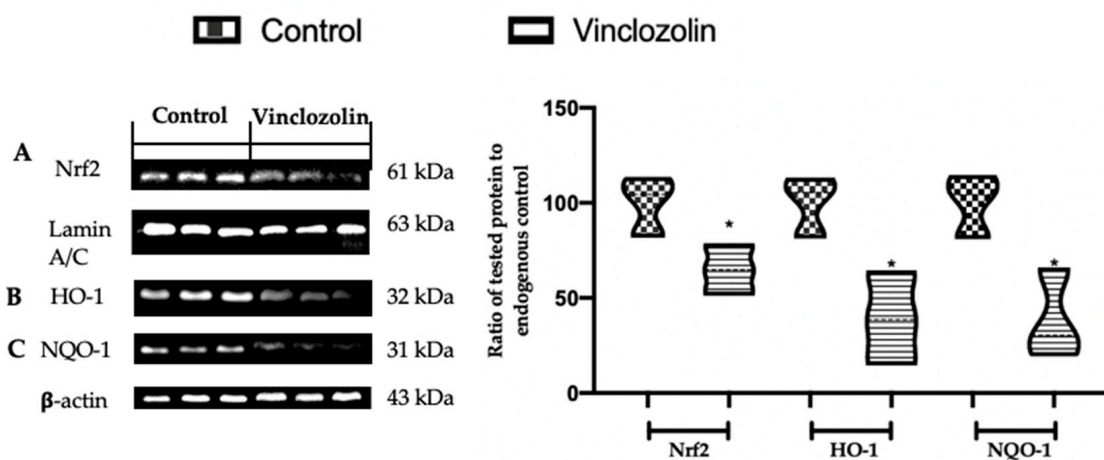 Control Vinclozolin
Control Vinclozolin
A Nrf2 61 kDa
Lamin A/C 63 kDa
B HO-1 32 kDa
C NQO-1 31 kDa
β-actin 43 kDa
Ratio of tested protein to
endogenous control
150
100
50
0
* * *
Nrf2 HO-1 NQO-1